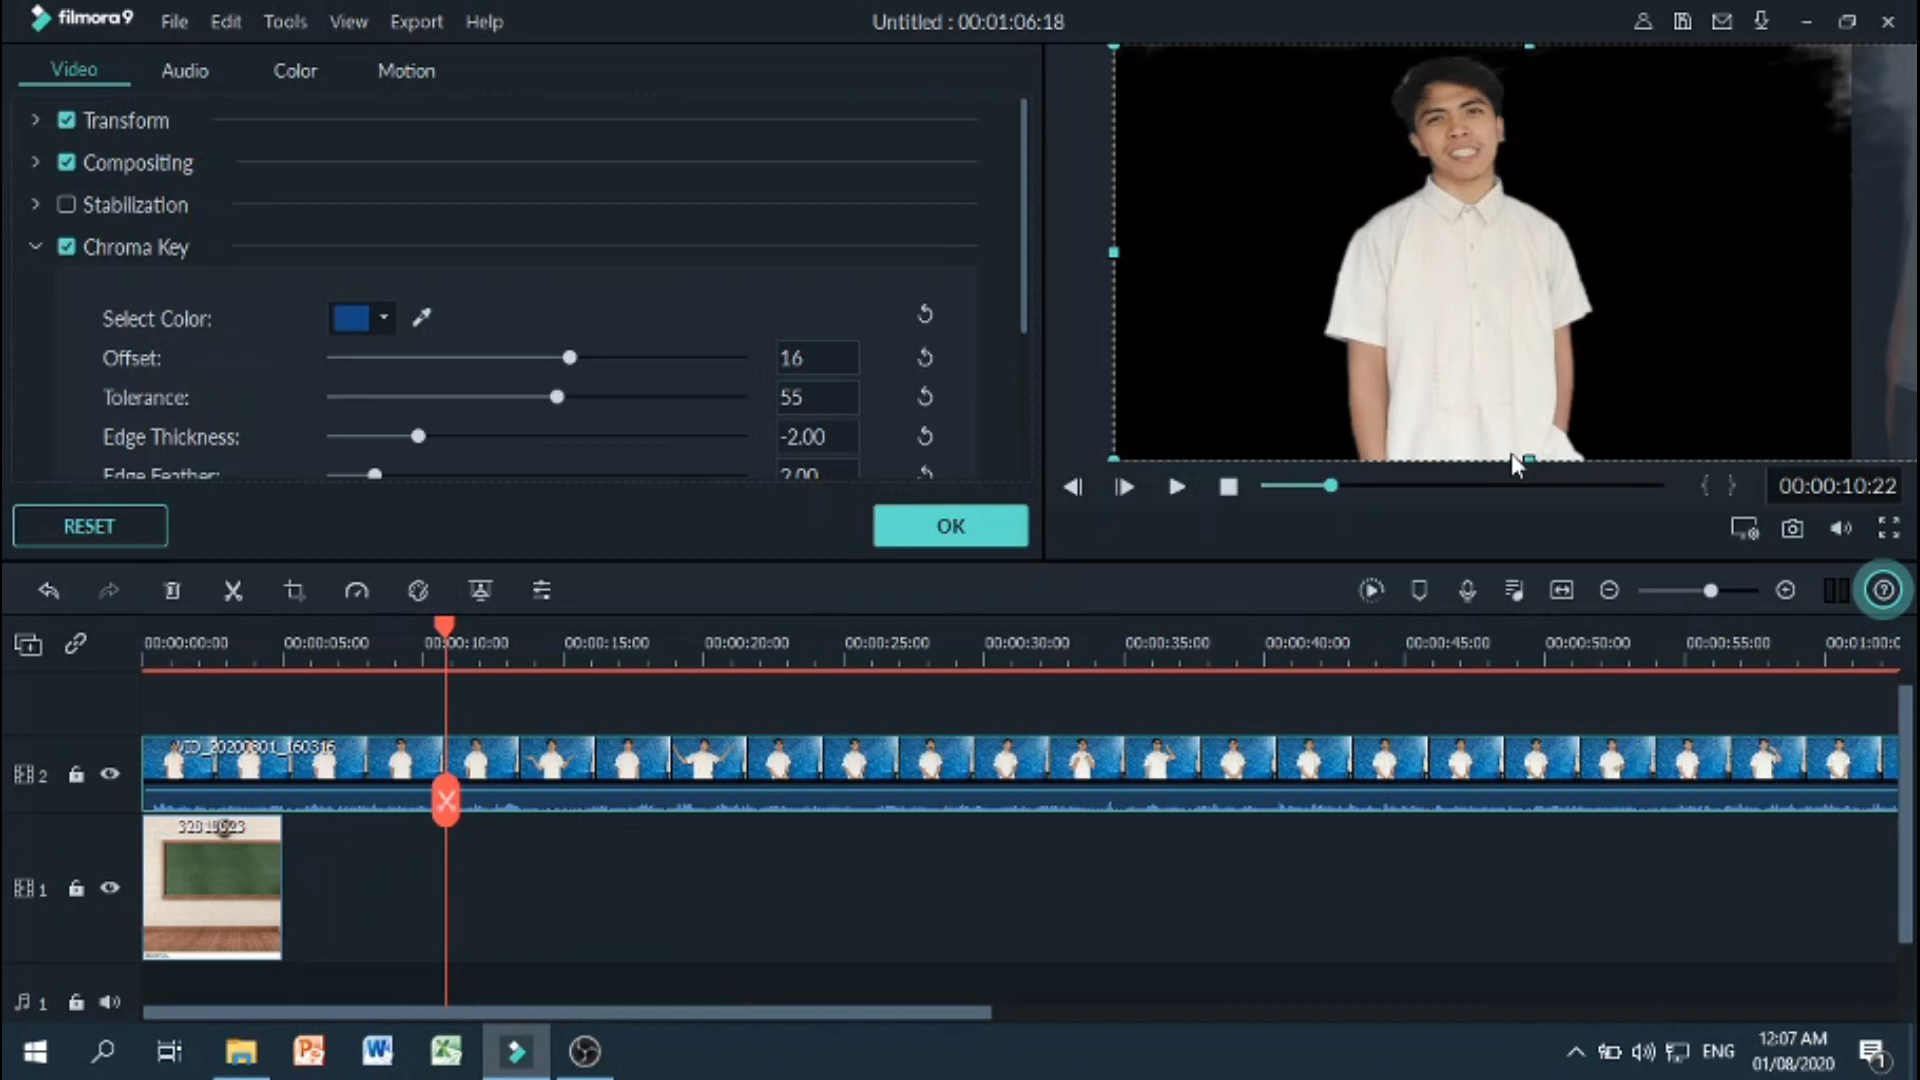 filmora9 File Edit Tools View Export Help Untitled : 00:01:06:18
Video Audio Color Motion
Transform
Compositing
Stabilization
Chroma Key
Select Color:
Offset: 16
Tolerance: 55
Edge Thickness: -2.00
Edge Feather: 2.00
00:00:10:22
RESET OK
00:00:00:00 00:00:05:00 00:00:10:00 00:00:15:00 00:00:20:00 00:00:25:00 00:00:30:00 00:00:35:00 00:00:40:00 00:00:45:00 00:00:50:00 00:00:55:00 00:01:00:0
VID_20200801_160316
2
1
1
ENG
12:07 AM
01/08/2020
1